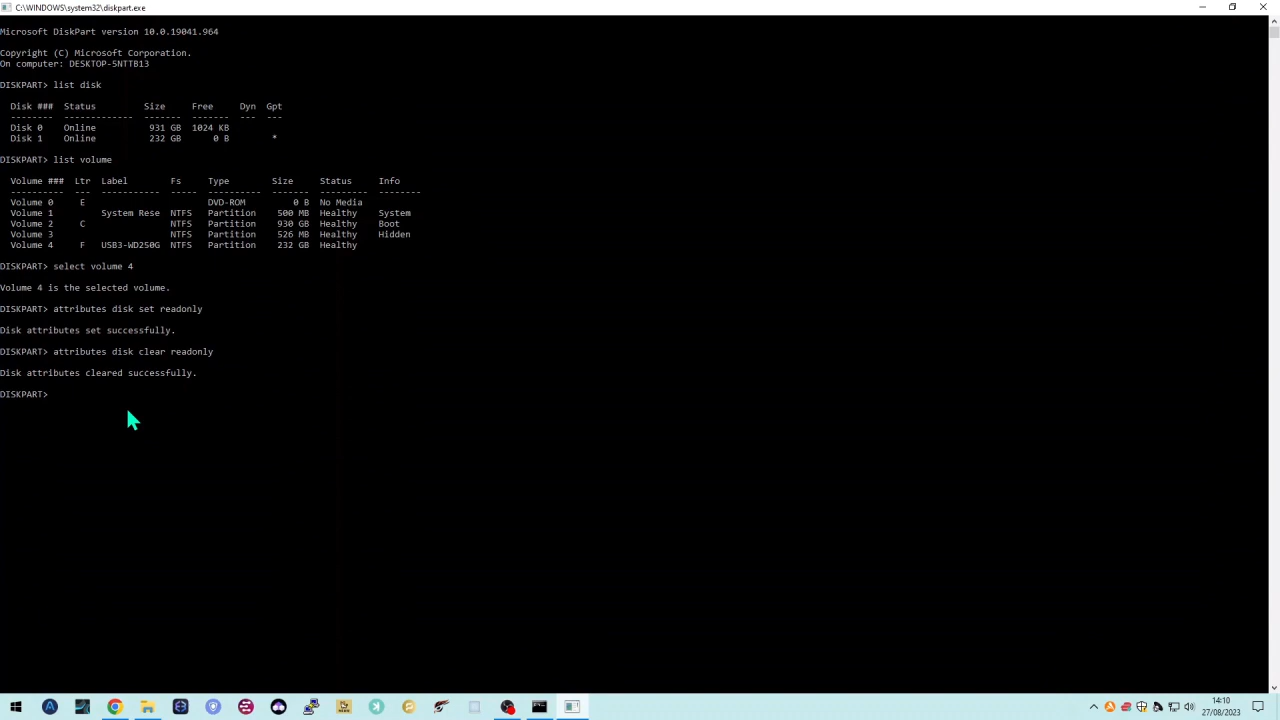 C:\WINDOWS\system32\diskpart.exe
Microsoft DiskPart version 10.0.19041.964
Copyright (C) Microsoft Corporation.
On computer: DESKTOP-5NTTB13
DISKPART> list disk
Disk ### Status Size Free Dyn Gpt
-------- ------------- ------- ------- --- ---
Disk 0 Online 931 GB 1024 KB
Disk 1 Online 232 GB 0 B *
DISKPART> list volume
Volume ### Ltr Label Fs Type Size Status Info
---------- --- ----------- ----- ---------- ------- --------- --------
Volume 0 E DVD-ROM 0 B No Media
Volume 1 System Rese NTFS Partition 500 MB Healthy System
Volume 2 C NTFS Partition 930 GB Healthy Boot
Volume 3 NTFS Partition 526 MB Healthy Hidden
Volume 4 F USB3-WD250G NTFS Partition 232 GB Healthy
DISKPART> select volume 4
Volume 4 is the selected volume.
DISKPART> attributes disk set readonly
Disk attributes set successfully.
DISKPART> attributes disk clear readonly
Disk attributes cleared successfully.
DISKPART>
14:10
27/08/2023